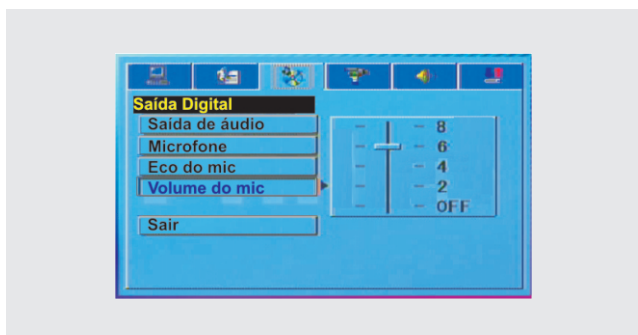 Saída Digital
Saída de áudio
Microfone
Eco do mic
Volume do mic
Sair
8
6
4
2
OFF